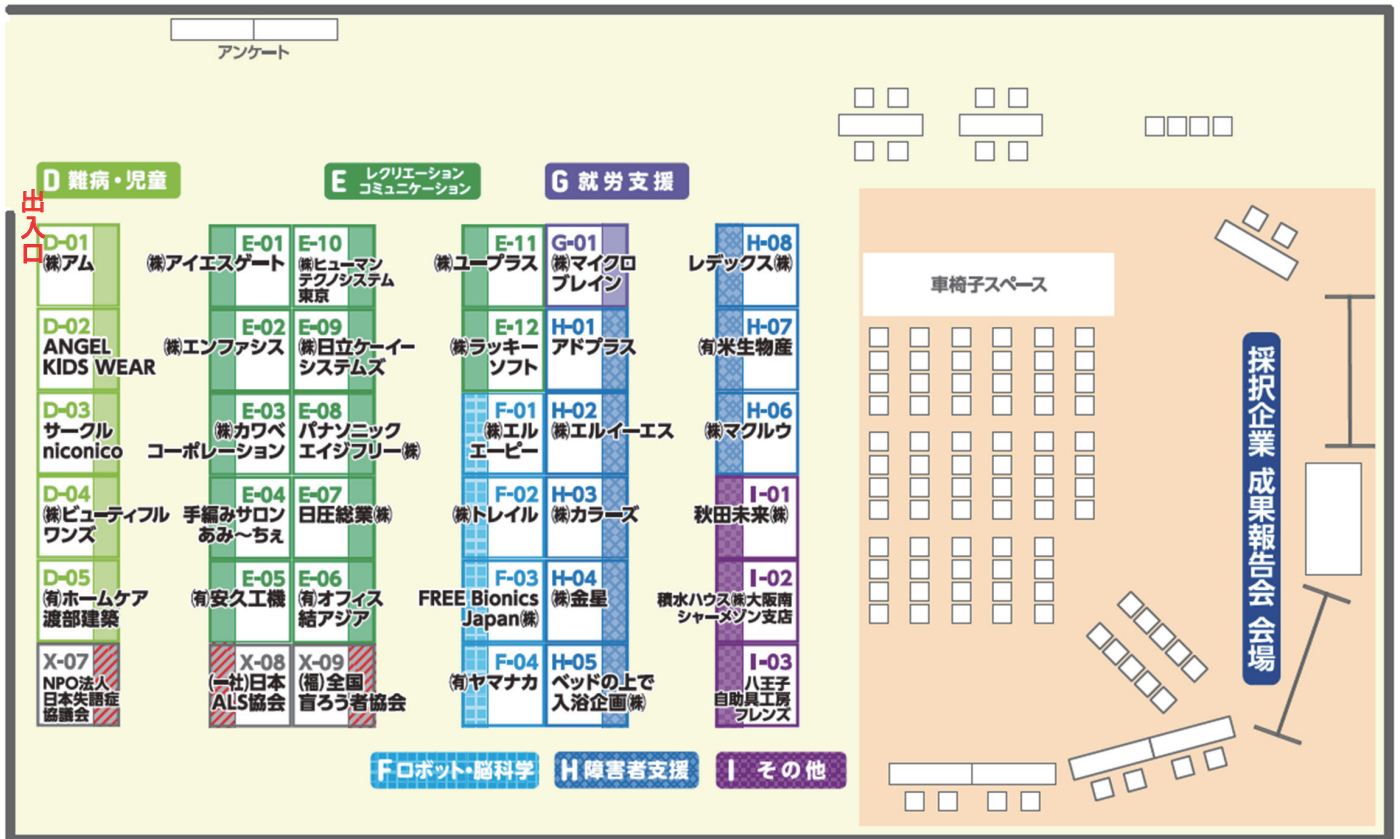 アンケート
D 難病・児童
E レクリエーション
コミュニケーション
G 就労支援
出入口
D-01
㈱アム
D-02
ANGEL
KIDS WEAR
D-03
サークル
niconico
D-04
㈱ビューティフル
ワンズ
D-05
㈲ホームケア
渡部建築
X-07
NPO法人
日本失語症
協議会
E-01
㈱アイエスゲート
E-02
㈱エンファシス
E-03
㈱カワベ
コーポレーション
E-04
手編みサロン
あみ〜ちぇ
E-05
㈲安久工機
X-08
(一社)日本
ALS協会
E-10
㈱ヒューマン
テクノシステム
東京
E-09
㈱日立ケーイー
システムズ
E-08
パナソニック
エイジフリー㈱
E-07
日圧総業㈱
E-06
㈲オフィス
結アジア
X-09
(福)全国
盲ろう者協会
E-11
㈱ユープラス
E-12
㈱ラッキー
ソフト
F-01
㈱エル
エーピー
F-02
㈱トレイル
F-03
FREE Bionics
Japan㈱
F-04
㈲ヤマナカ
G-01
㈱マイクロ
ブレイン
H-01
アドプラス
H-02
㈱エルイーエス
H-03
㈱カラーズ
H-04
㈱金星
H-05
ベッドの上で
入浴企画㈱
H-08
レデックス㈱
H-07
㈲米生物産
H-06
㈱マクルウ
I-01
秋田未来㈱
I-02
積水ハウス㈱大阪南
シャーメゾン支店
I-03
八王子
自助具工房
フレンズ
F ロボット・脳科学
H 障害者支援
I その他
車椅子スペース
採択企業 成果報告会 会場